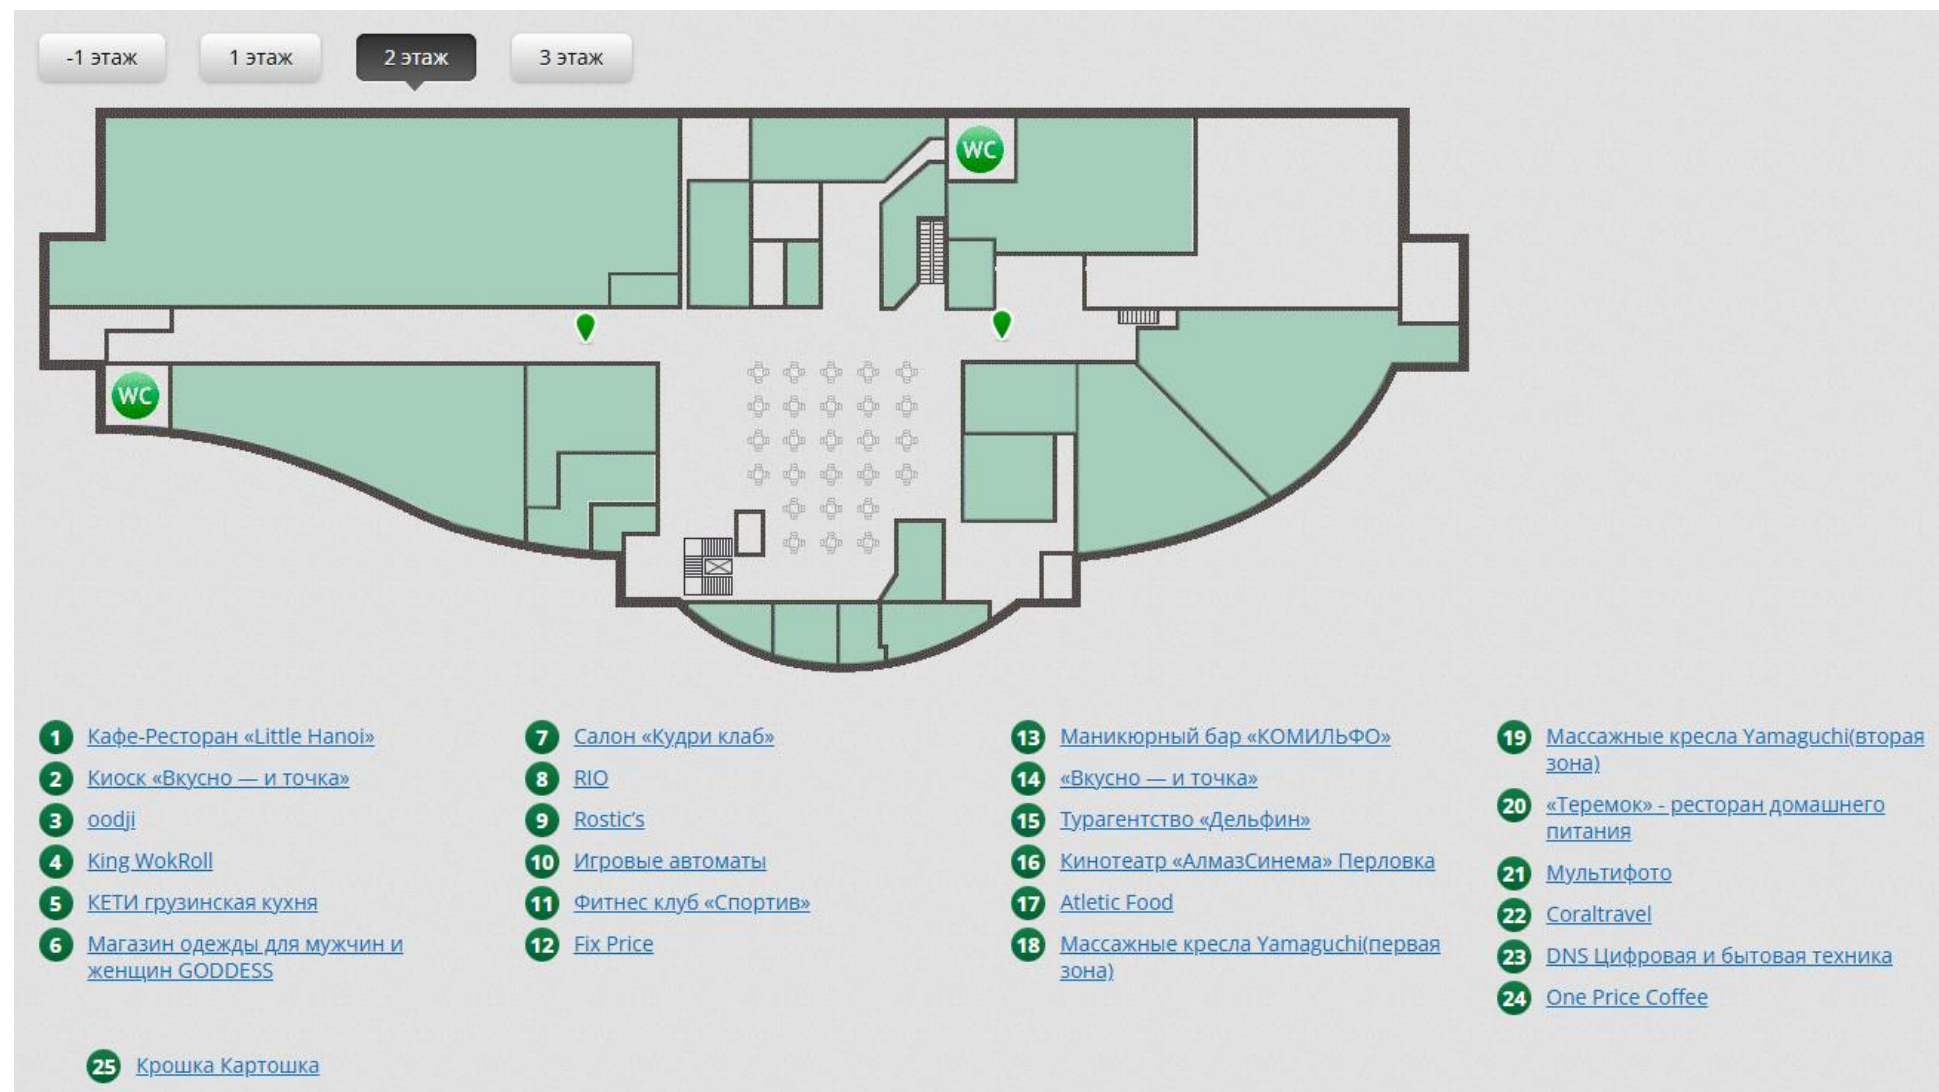 -1 этаж
1 этаж
2 этаж
3 этаж
WC
WC
1 Кафе-Ресторан «Little Hanoi»
2 Киоск «Вкусно — и точка»
3 oodji
4 King WokRoll
5 КЕТИ грузинская кухня
6 Магазин одежды для мужчин и
женщин GODDESS
7 Салон «Кудри клаб»
8 RIO
9 Rostic’s
10 Игровые автоматы
11 Фитнес клуб «Спортив»
12 Fix Price
13 Маникюрный бар «КОМИЛЬФО»
14 «Вкусно — и точка»
15 Турагентство «Дельфин»
16 Кинотеатр «АлмазСинема» Перловка
17 Atletic Food
18 Массажные кресла Yamaguchi(первая
зона)
19 Массажные кресла Yamaguchi(вторая
зона)
20 «Теремок» - ресторан домашнего
питания
21 Мультифото
22 Coraltravel
23 DNS Цифровая и бытовая техника
24 One Price Coffee
25 Крошка Картошка